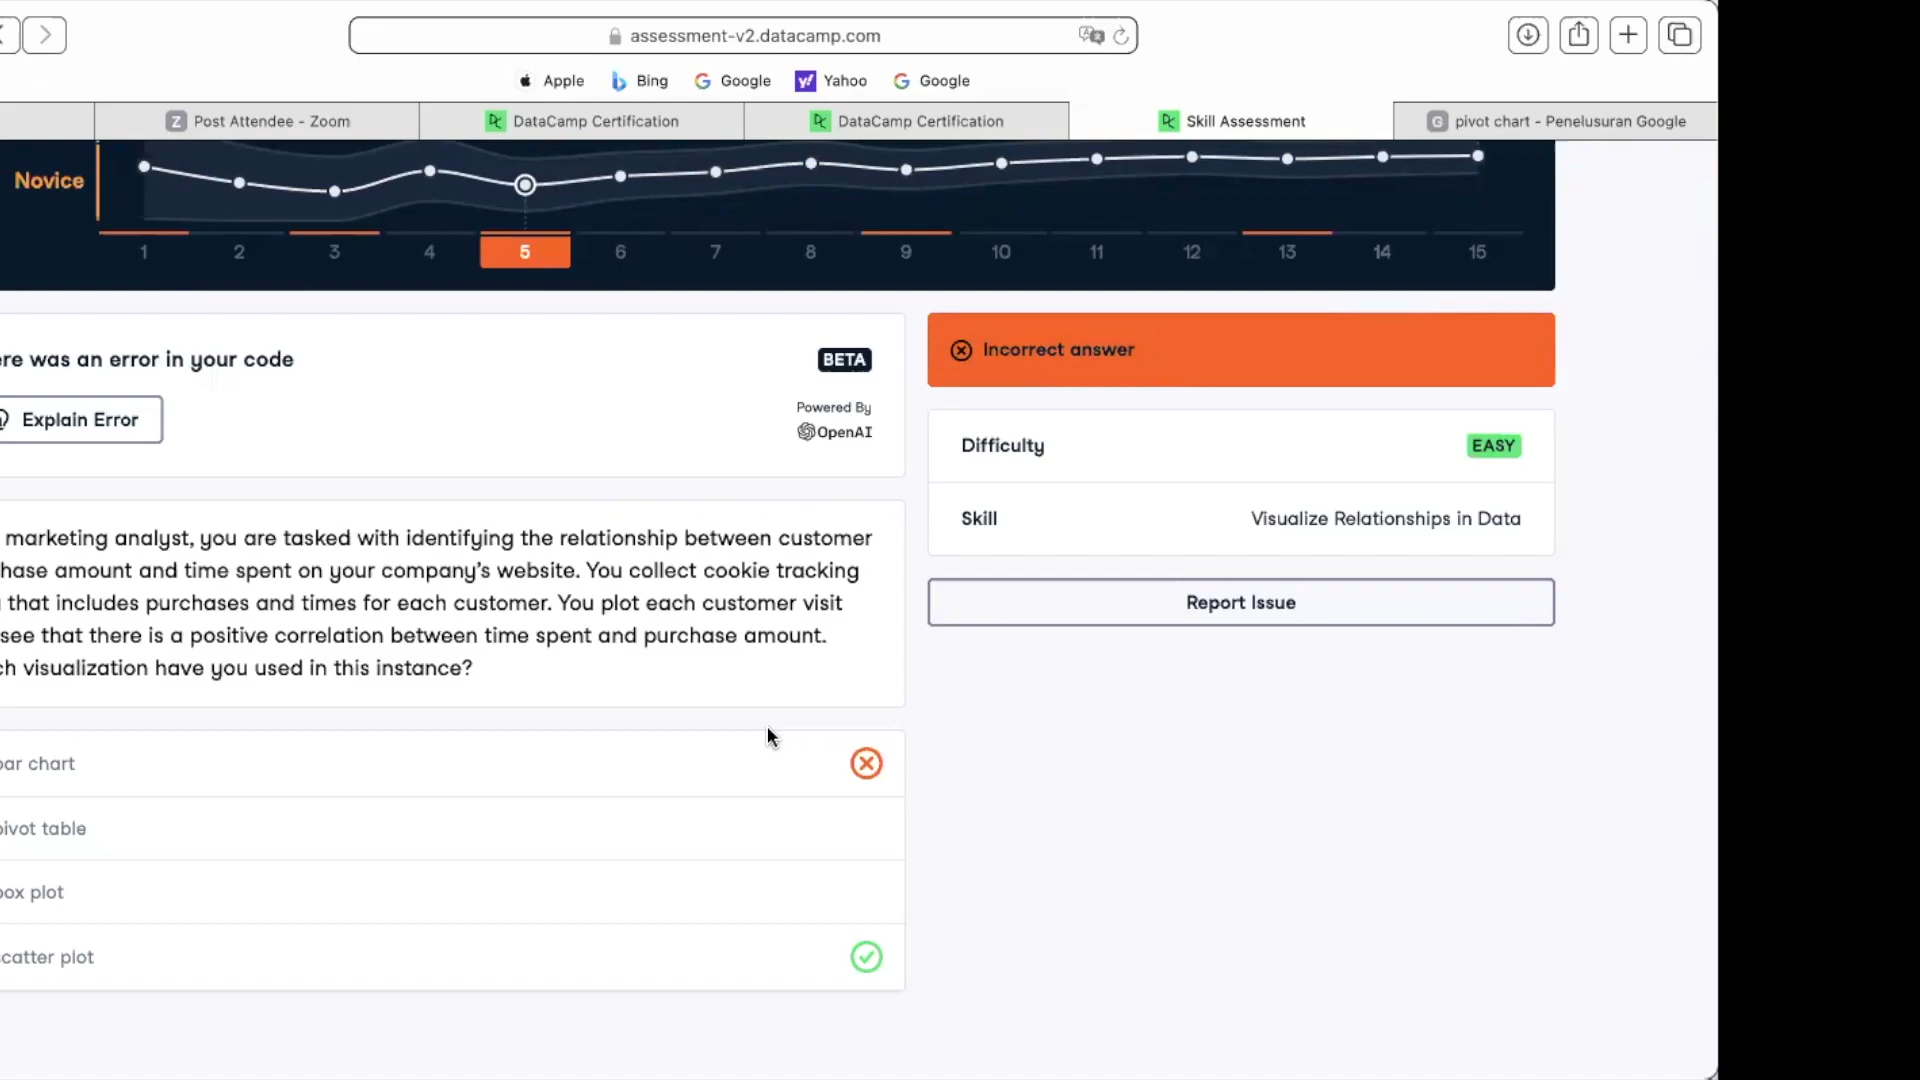 assessment-v2.datacamp.com
Apple Bing Google Yahoo Google
Post Attendee - Zoom DataCamp Certification DataCamp Certification Skill Assessment pivot chart - Penelusuran Google
Novice
1 2 3 4 5 6 7 8 9 10 11 12 13 14 15
ere was an error in your code
BETA
Explain Error
Powered By
OpenAI
Incorrect answer
Difficulty EASY
Skill Visualize Relationships in Data
Report Issue
marketing analyst, you are tasked with identifying the relationship between customer
hase amount and time spent on your company's website. You collect cookie tracking
that includes purchases and times for each customer. You plot each customer visit
see that there is a positive correlation between time spent and purchase amount.
ch visualization have you used in this instance?
bar chart
pivot table
box plot
scatter plot